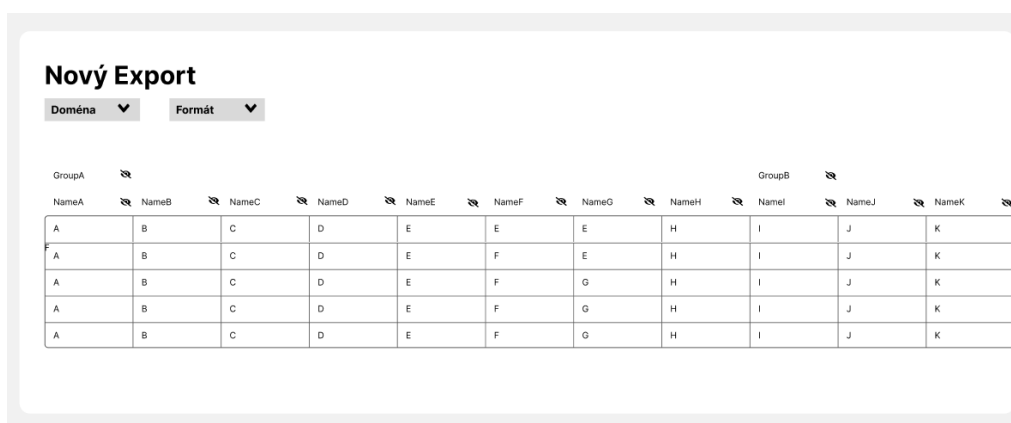 Nový Export
Doména Formát
GroupA GroupB
NameA NameB NameC NameD NameE NameF NameG NameH NameI NameJ NameK
A B C D E E E H I J K
F
A B C D E F E H I J K
A B C D E F G H I J K
A B C D E F G H I J K
A B C D E F G H I J K